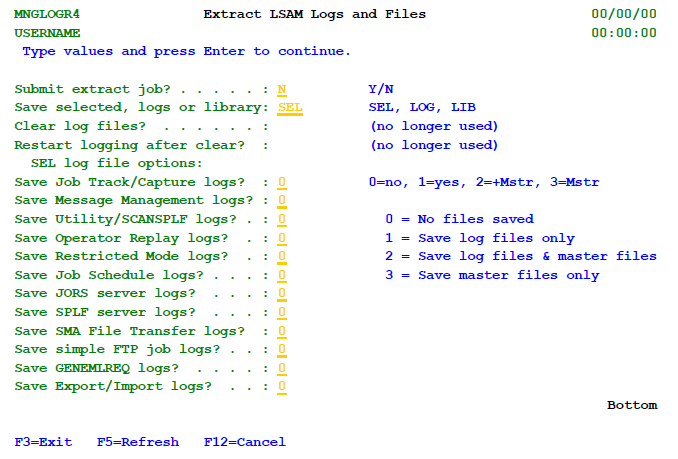 MNGLOGR4 Extract LSAM Logs and Files 00/00/00
USERNAME 00:00:00
Type values and press Enter to continue.
Submit extract job? . . . . . : N Y/N
Save selected, logs or library: SEL SEL, LOG, LIB
Clear log files? . . . . . . : (no longer used)
Restart logging after clear? : (no longer used)
SEL log file options:
Save Job Track/Capture logs? : 0 0=no, 1=yes, 2=+Mstr, 3=Mstr
Save Message Management logs? . : 0
Save Utility/SCANSPLF logs? . : 0 0 = No files saved
Save Operator Replay logs? . : 0 1 = Save log files only
Save Restricted Mode logs? . : 0 2 = Save log files & master files
Save Job Schedule logs? . . . : 0 3 = Save master files only
Save JORS server logs? . . . : 0
Save SPLF server logs? . . . : 0
Save SMA File Transfer logs? : 0
Save simple FTP job logs? . . : 0
Save GENEMLREQ logs? . . . . : 0
Save Export/Import logs? . . : 0
Bottom
F3=Exit F5=Refresh F12=Cancel